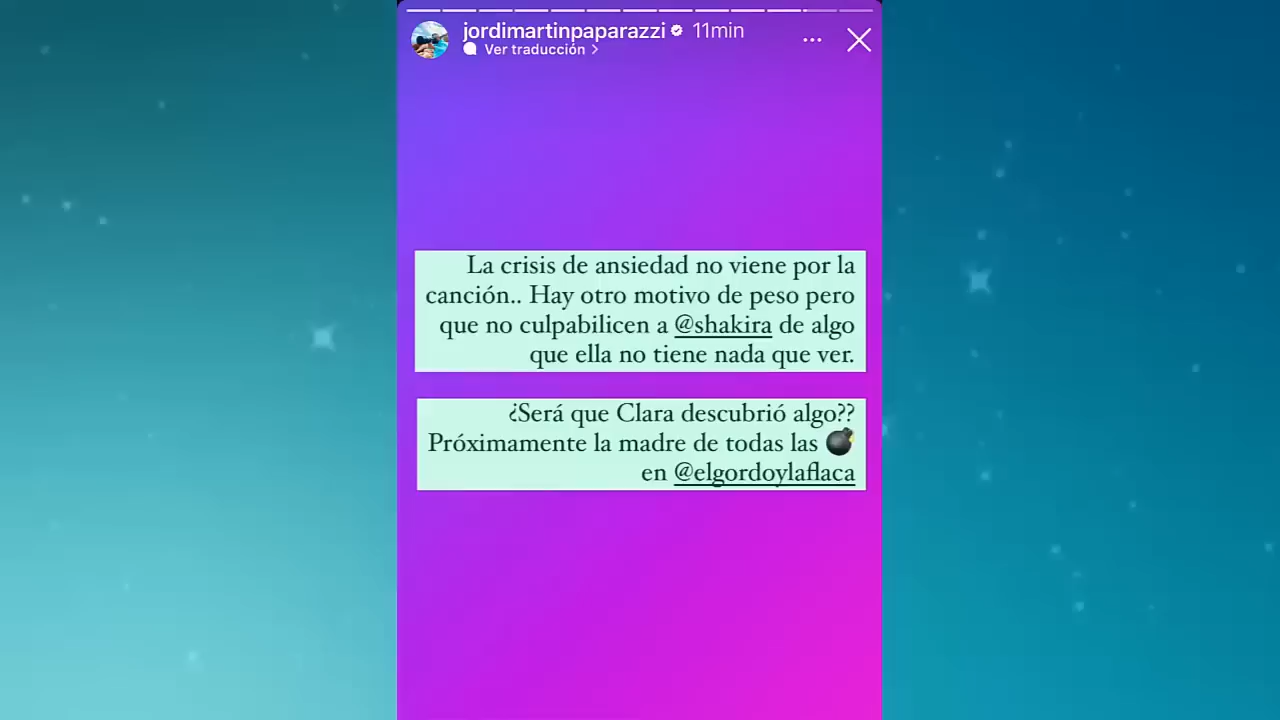 jordimartinpaparazzi 11min
Ver traducción >
La crisis de ansiedad no viene por la
canción.. Hay otro motivo de peso pero
que no culpabilicen a @shakira de algo
que ella no tiene nada que ver.
¿Será que Clara descubrió algo??
Próximamente la madre de todas las 💣
en @elgordoylaflaca